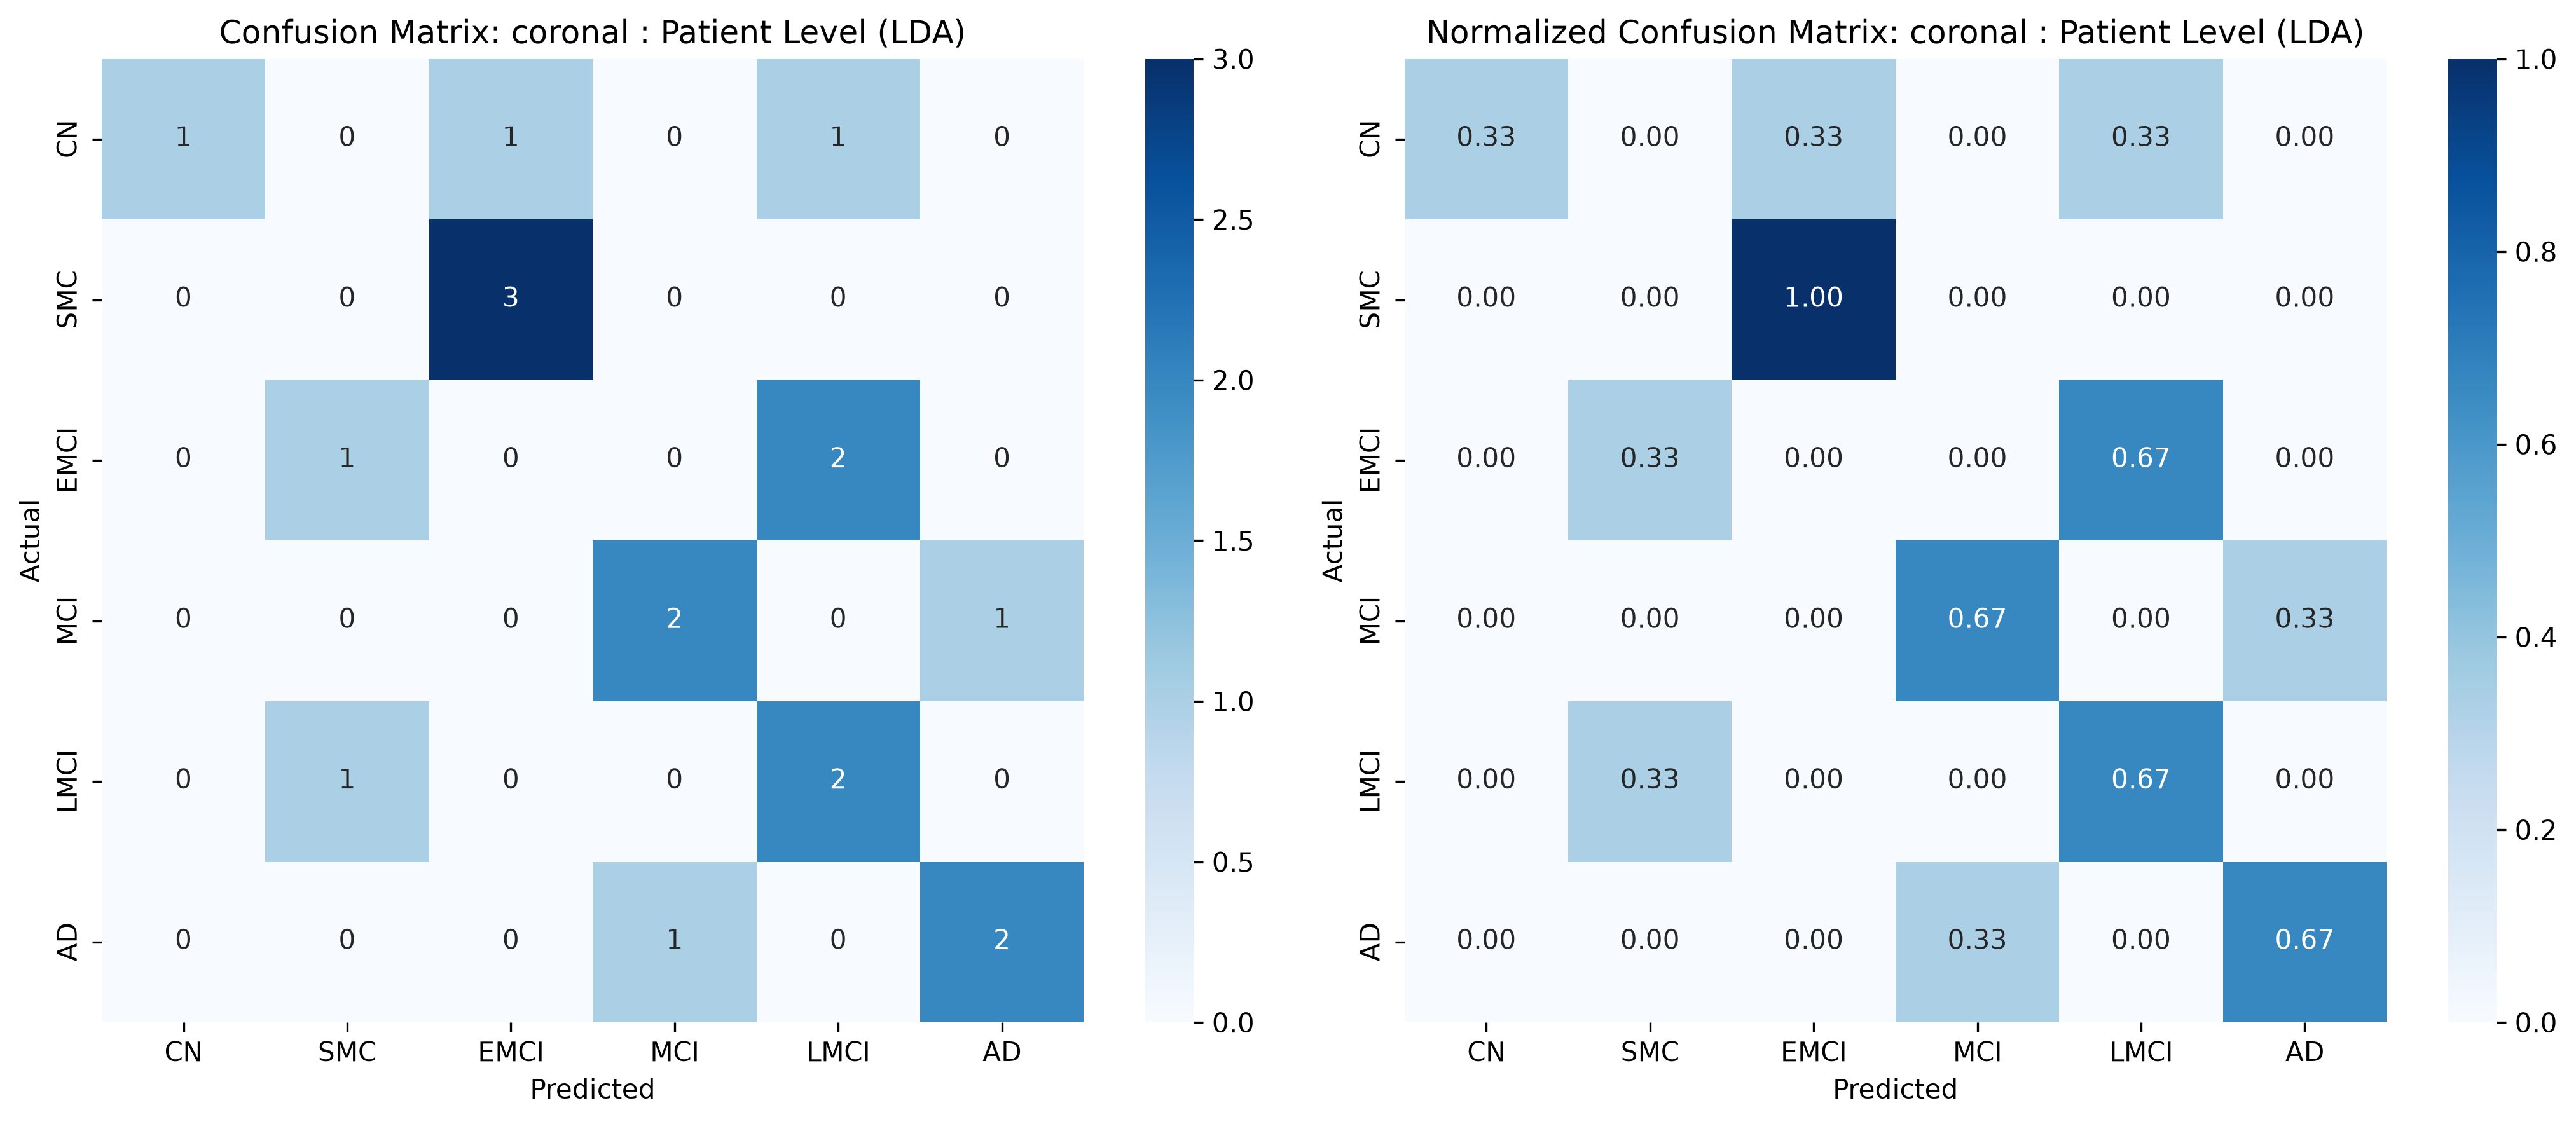 Confusion Matrix: coronal : Patient Level (LDA)
Actual
CN 1 0 1 0 1 0
SMC 0 0 3 0 0 0
EMCI 0 1 0 0 2 0
MCI 0 0 0 2 0 1
LMCI 0 1 0 0 2 0
AD 0 0 0 1 0 2
CN SMC EMCI MCI LMCI AD
Predicted
3.0
2.5
2.0
1.5
1.0
0.5
0.0
Normalized Confusion Matrix: coronal : Patient Level (LDA)
Actual
CN 0.33 0.00 0.33 0.00 0.33 0.00
SMC 0.00 0.00 1.00 0.00 0.00 0.00
EMCI 0.00 0.33 0.00 0.00 0.67 0.00
MCI 0.00 0.00 0.00 0.67 0.00 0.33
LMCI 0.00 0.33 0.00 0.00 0.67 0.00
AD 0.00 0.00 0.00 0.33 0.00 0.67
CN SMC EMCI MCI LMCI AD
Predicted
1.0
0.8
0.6
0.4
0.2
0.0